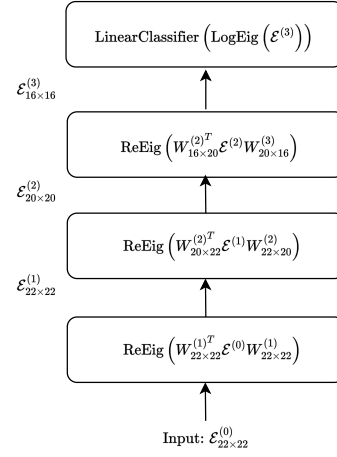 LinearClassifier (LogEig (ℰ^{(3)}))
ℰ^{(3)}_{16×16}
ReEig (W^{(2)^T}_{16×20} ℰ^{(2)} W^{(3)}_{20×16})
ℰ^{(2)}_{20×20}
ReEig (W^{(2)^T}_{20×22} ℰ^{(1)} W^{(2)}_{22×20})
ℰ^{(1)}_{22×22}
ReEig (W^{(1)^T}_{22×22} ℰ^{(0)} W^{(1)}_{22×22})
Input: ℰ^{(0)}_{22×22}